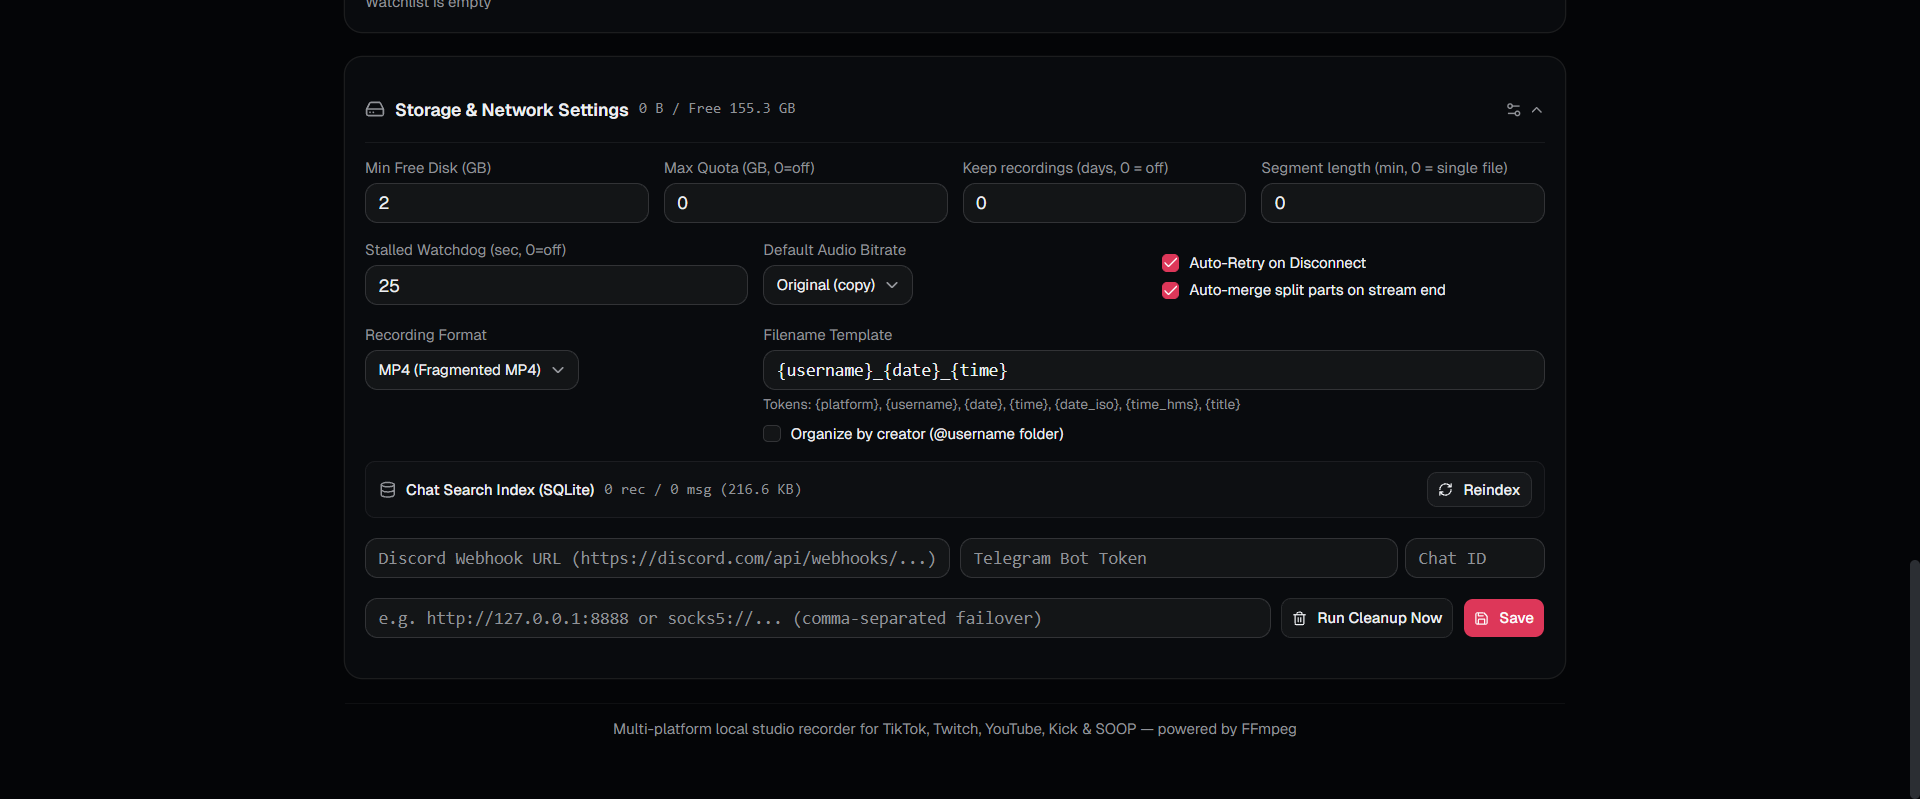 Watchlist is empty
Storage & Network Settings 0 B / Free 155.3 GB
Min Free Disk (GB) Max Quota (GB, 0=off) Keep recordings (days, 0 = off) Segment length (min, 0 = single file)
2 0 0 0
Stalled Watchdog (sec, 0=off) Default Audio Bitrate
25 Original (copy)
Auto-Retry on Disconnect
Auto-merge split parts on stream end
Recording Format Filename Template
MP4 (Fragmented MP4) {username}_{date}_{time}
Tokens: {platform}, {username}, {date}, {time}, {date_iso}, {time_hms}, {title}
Organize by creator (@username folder)
Chat Search Index (SQLite) 0 rec / 0 msg (216.6 KB) Reindex
Discord Webhook URL (https://discord.com/api/webhooks/...) Telegram Bot Token Chat ID
e.g. http://127.0.0.1:8888 or socks5://... (comma-separated failover) Run Cleanup Now Save
Multi-platform local studio recorder for TikTok, Twitch, YouTube, Kick & SOOP — powered by FFmpeg